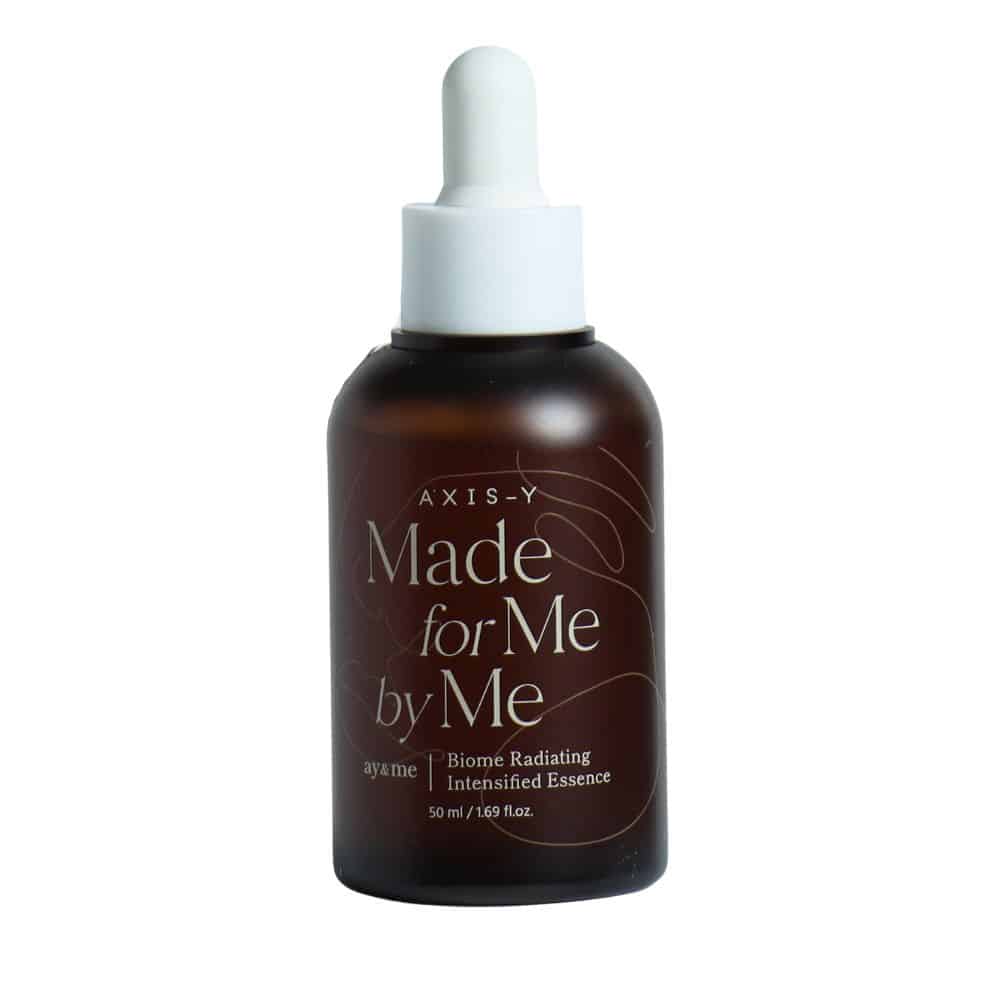 AXIS-Y
Made
for Me
by Me
ay&me | Biome Radiating
Intensified Essence
50 ml / 1.69 fl.oz.